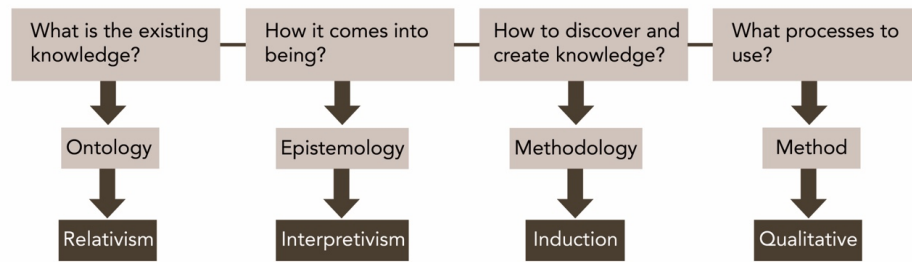 What is the existing
knowledge?
How it comes into
being?
How to discover and
create knowledge?
What processes to
use?
Ontology
Epistemology
Methodology
Method
Relativism
Interpretivism
Induction
Qualitative